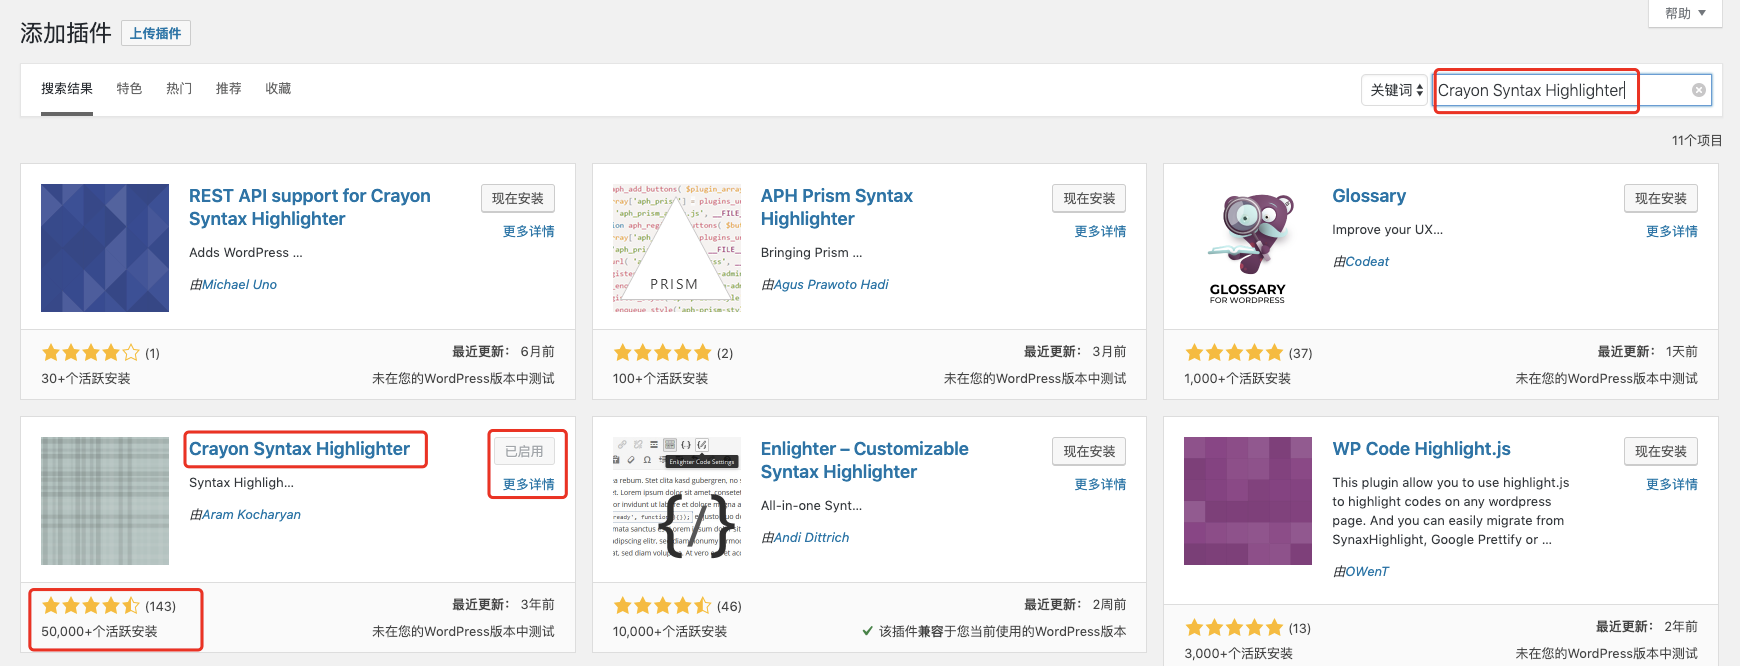 添加插件
上传插件
帮助
搜索结果 特色 热门 推荐 收藏
关键词
Crayon Syntax Highlighter
11个项目
REST API support for Crayon
Syntax Highlighter
现在安装
更多详情
Adds WordPress ...
由Michael Uno
(1)
30+个活跃安装
最近更新： 6月前
未在您的WordPress版本中测试
PRISM
APH Prism Syntax
Highlighter
现在安装
更多详情
Bringing Prism ...
由Agus Prawoto Hadi
(2)
100+个活跃安装
最近更新： 3月前
未在您的WordPress版本中测试
GLOSSARY
FOR WORDPRESS
Glossary
现在安装
更多详情
Improve your UX...
由Codeat
(37)
1,000+个活跃安装
最近更新： 1天前
未在您的WordPress版本中测试
Crayon Syntax Highlighter
已启用
更多详情
Syntax Highligh...
由Aram Kocharyan
(143)
50,000+个活跃安装
最近更新： 3年前
未在您的WordPress版本中测试
Enlighter Code Settings
{/}
Enlighter – Customizable
Syntax Highlighter
现在安装
更多详情
All-in-one Synt...
由Andi Dittrich
(46)
10,000+个活跃安装
最近更新： 2周前
该插件兼容于您当前使用的WordPress版本
WP Code Highlight.js
现在安装
更多详情
This plugin allow you to use highlight.js
to highlight codes on any wordpress
page. And you can easily migrate from
SynaxHighlight, Google Prettify or ...
由OWenT
(13)
3,000+个活跃安装
最近更新： 2年前
未在您的WordPress版本中测试